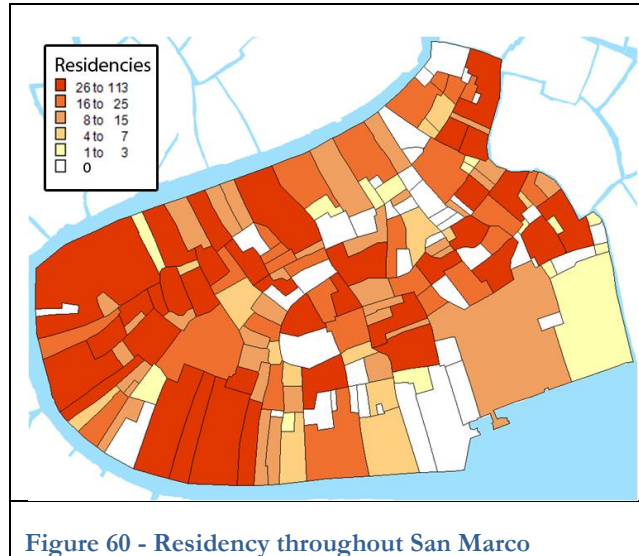 Residencies
26 to 113
16 to 25
8 to 15
4 to 7
1 to 3
0
Figure 60 - Residency throughout San Marco